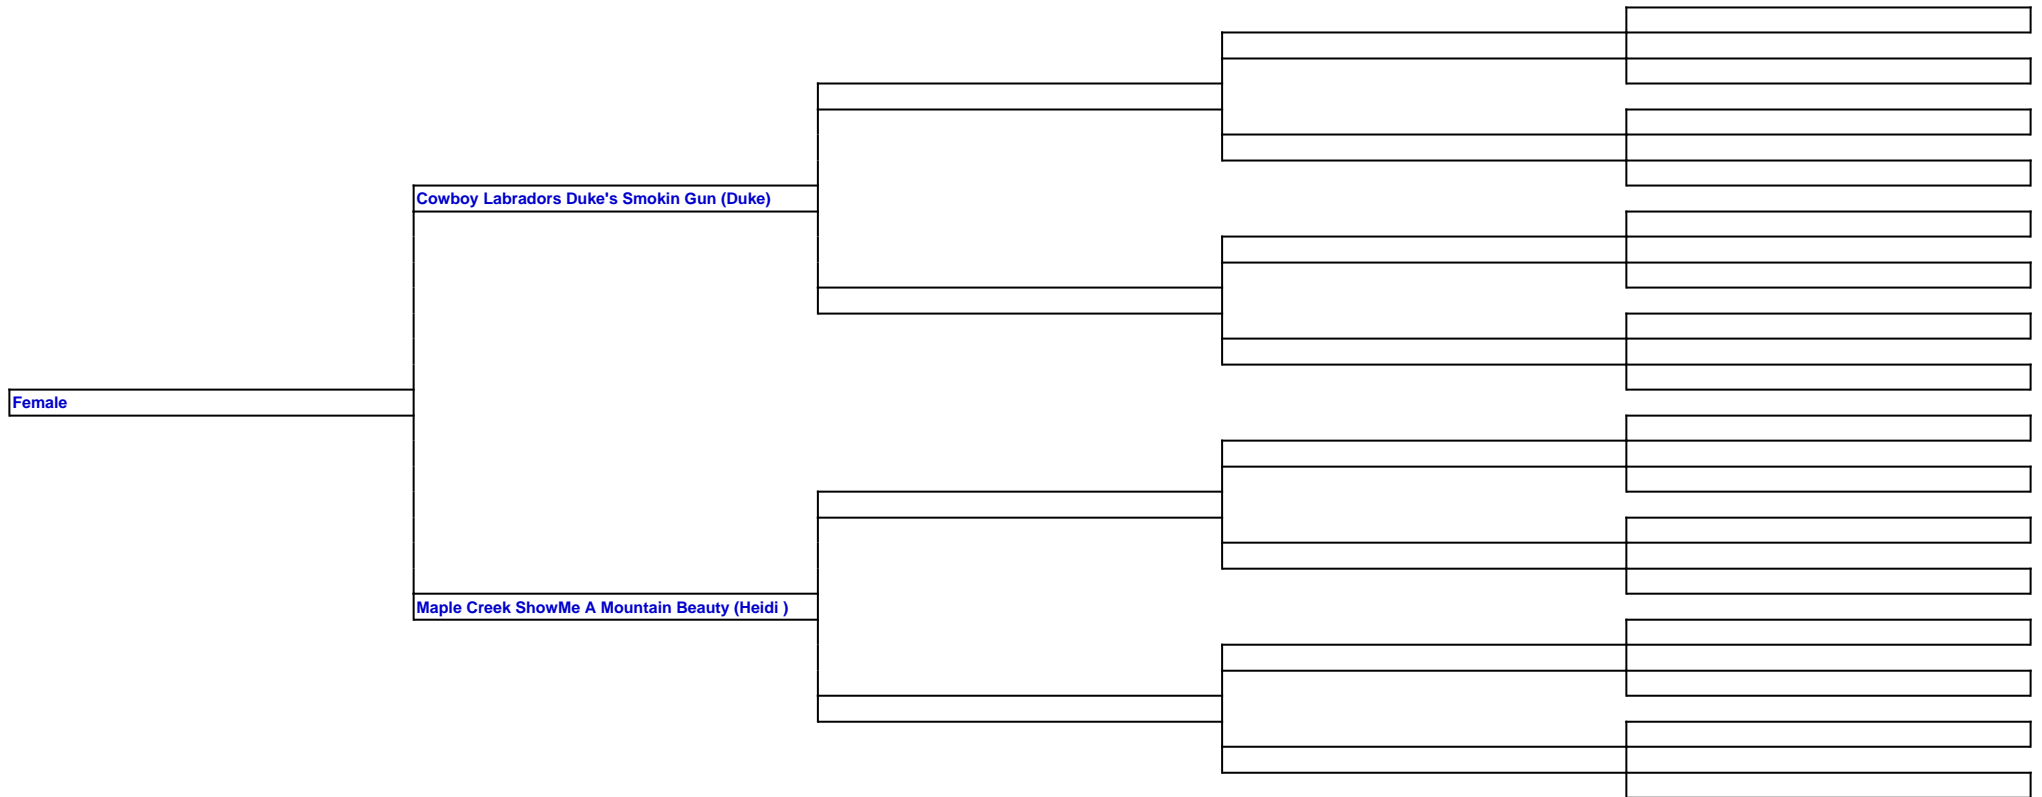 Cowboy Labradors Duke's Smokin Gun (Duke)
Female
Maple Creek ShowMe A Mountain Beauty (Heidi )